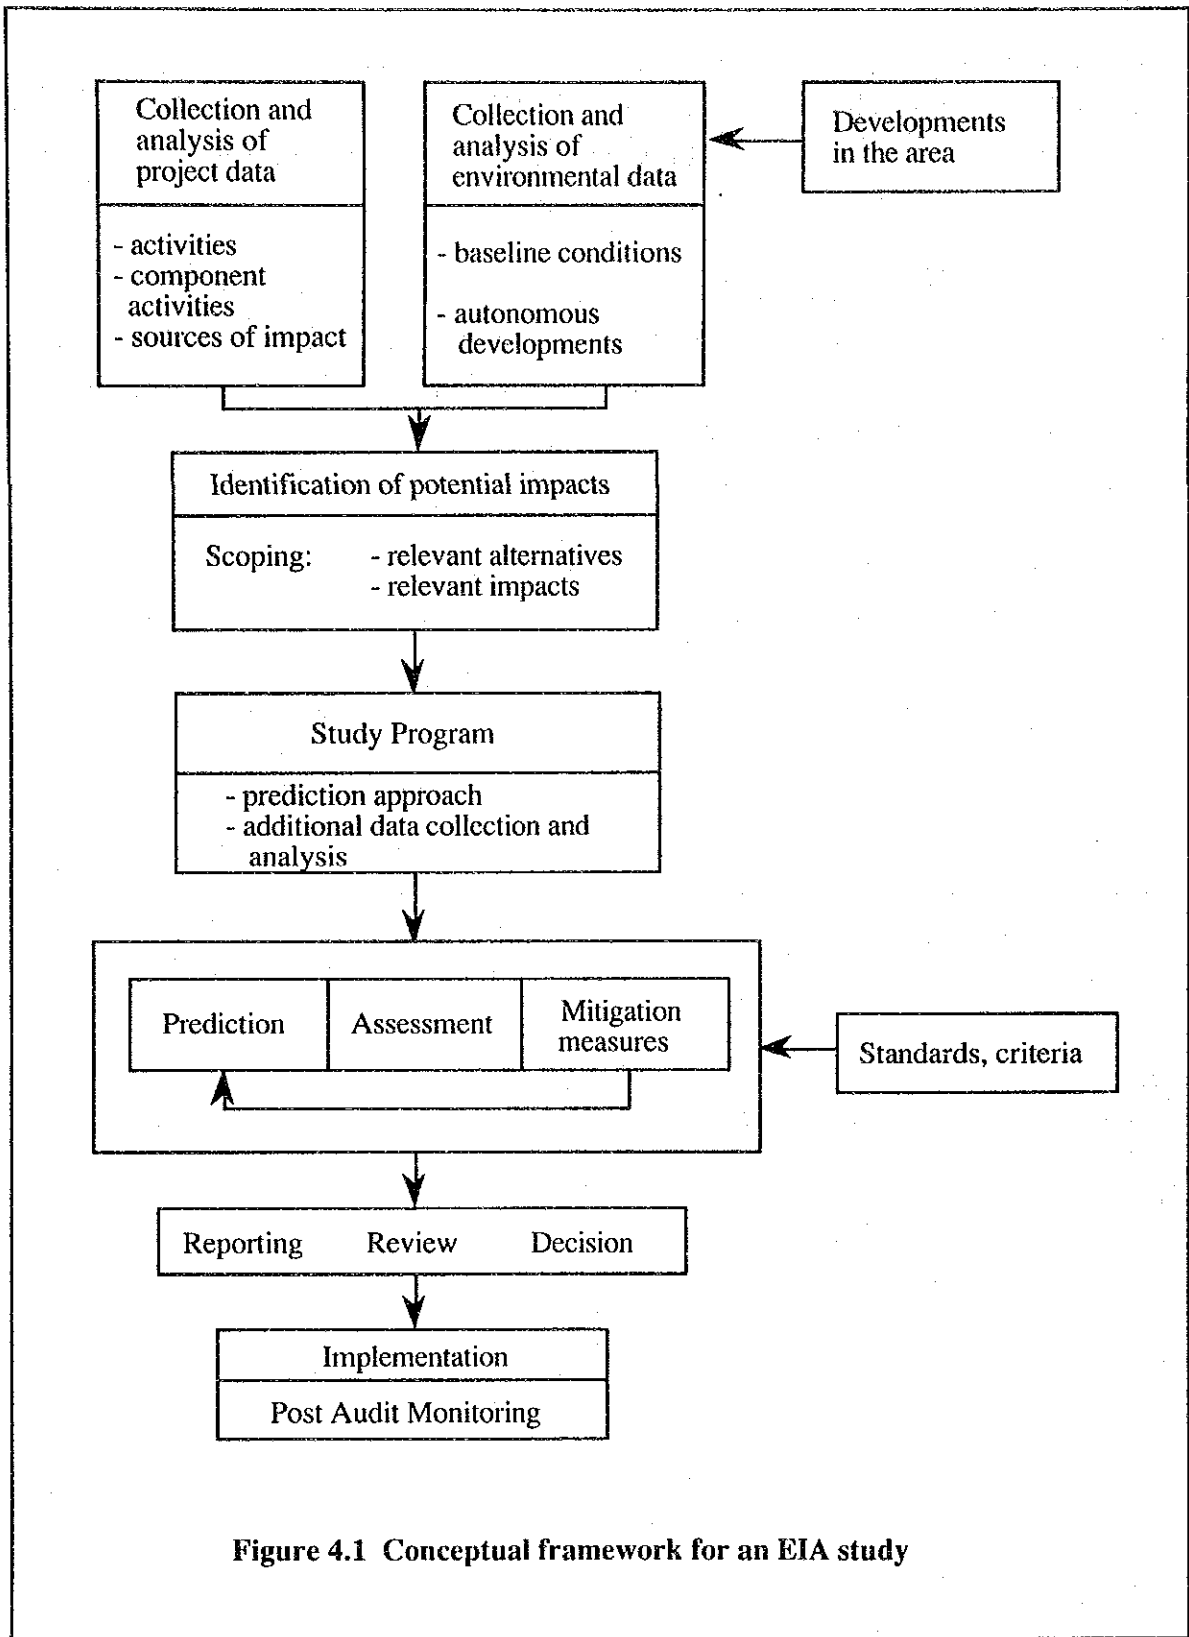 Collection and
analysis of
project data
- activities
- component
activities
- sources of impact
Collection and
analysis of
environmental data
- baseline conditions
- autonomous
developments
Developments
in the area
Identification of potential impacts
Scoping: - relevant alternatives
- relevant impacts
Study Program
- prediction approach
- additional data collection and
analysis
Prediction
Assessment
Mitigation
measures
Standards, criteria
Reporting Review Decision
Implementation
Post Audit Monitoring
Figure 4.1 Conceptual framework for an EIA study